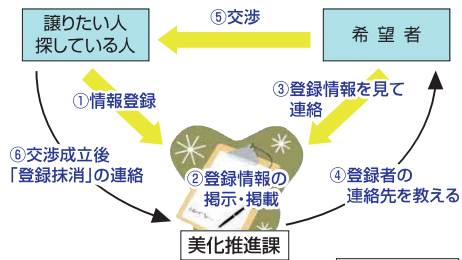 ⑤交渉
譲りたい人
探している人
希望者
①情報登録
③登録情報を見て
連絡
⑥交渉成立後
「登録抹消」の連絡
②登録情報の
掲示・掲載
④登録者の
連絡先を教える
美化推進課